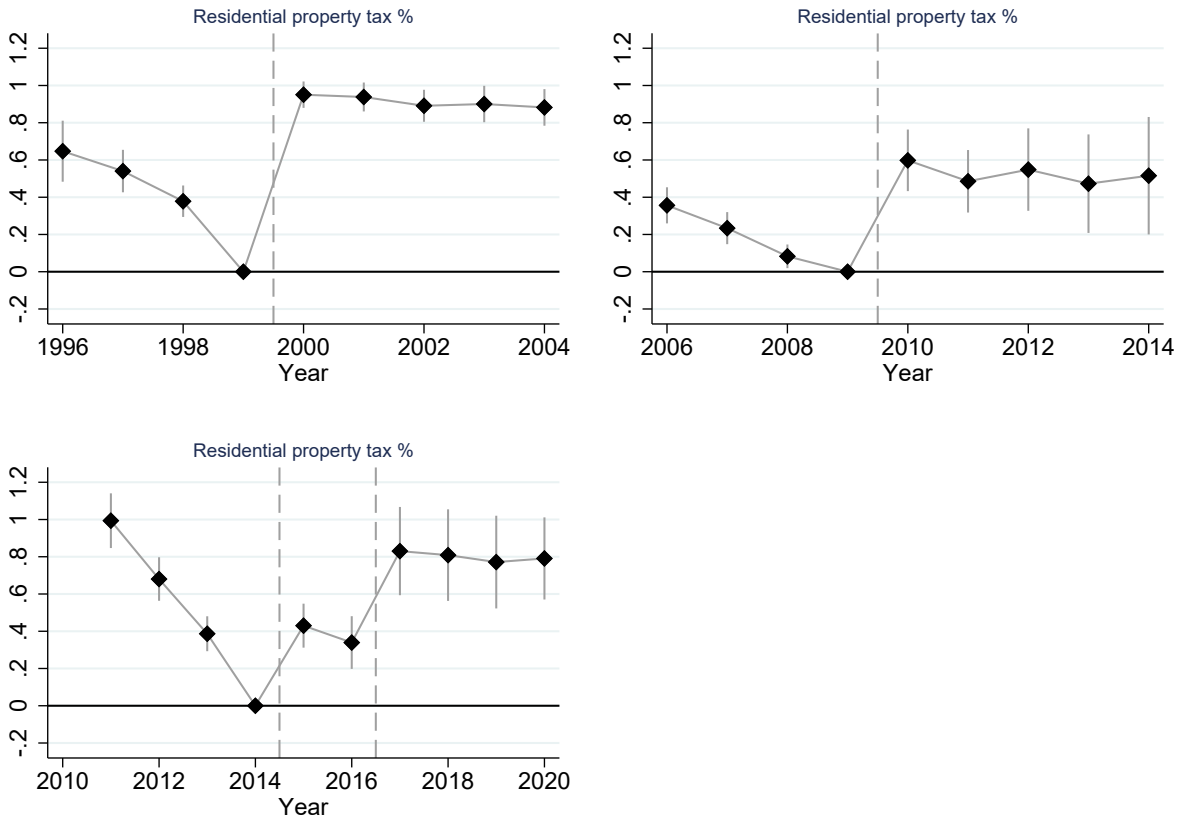 Residential property tax %
1.2
1
.8
.6
.4
.2
0
-.2
1996 1998 2000 2002 2004
Year
Residential property tax %
1.2
1
.8
.6
.4
.2
0
-.2
2006 2008 2010 2012 2014
Year
Residential property tax %
1.2
1
.8
.6
.4
.2
0
-.2
2010 2012 2014 2016 2018 2020
Year